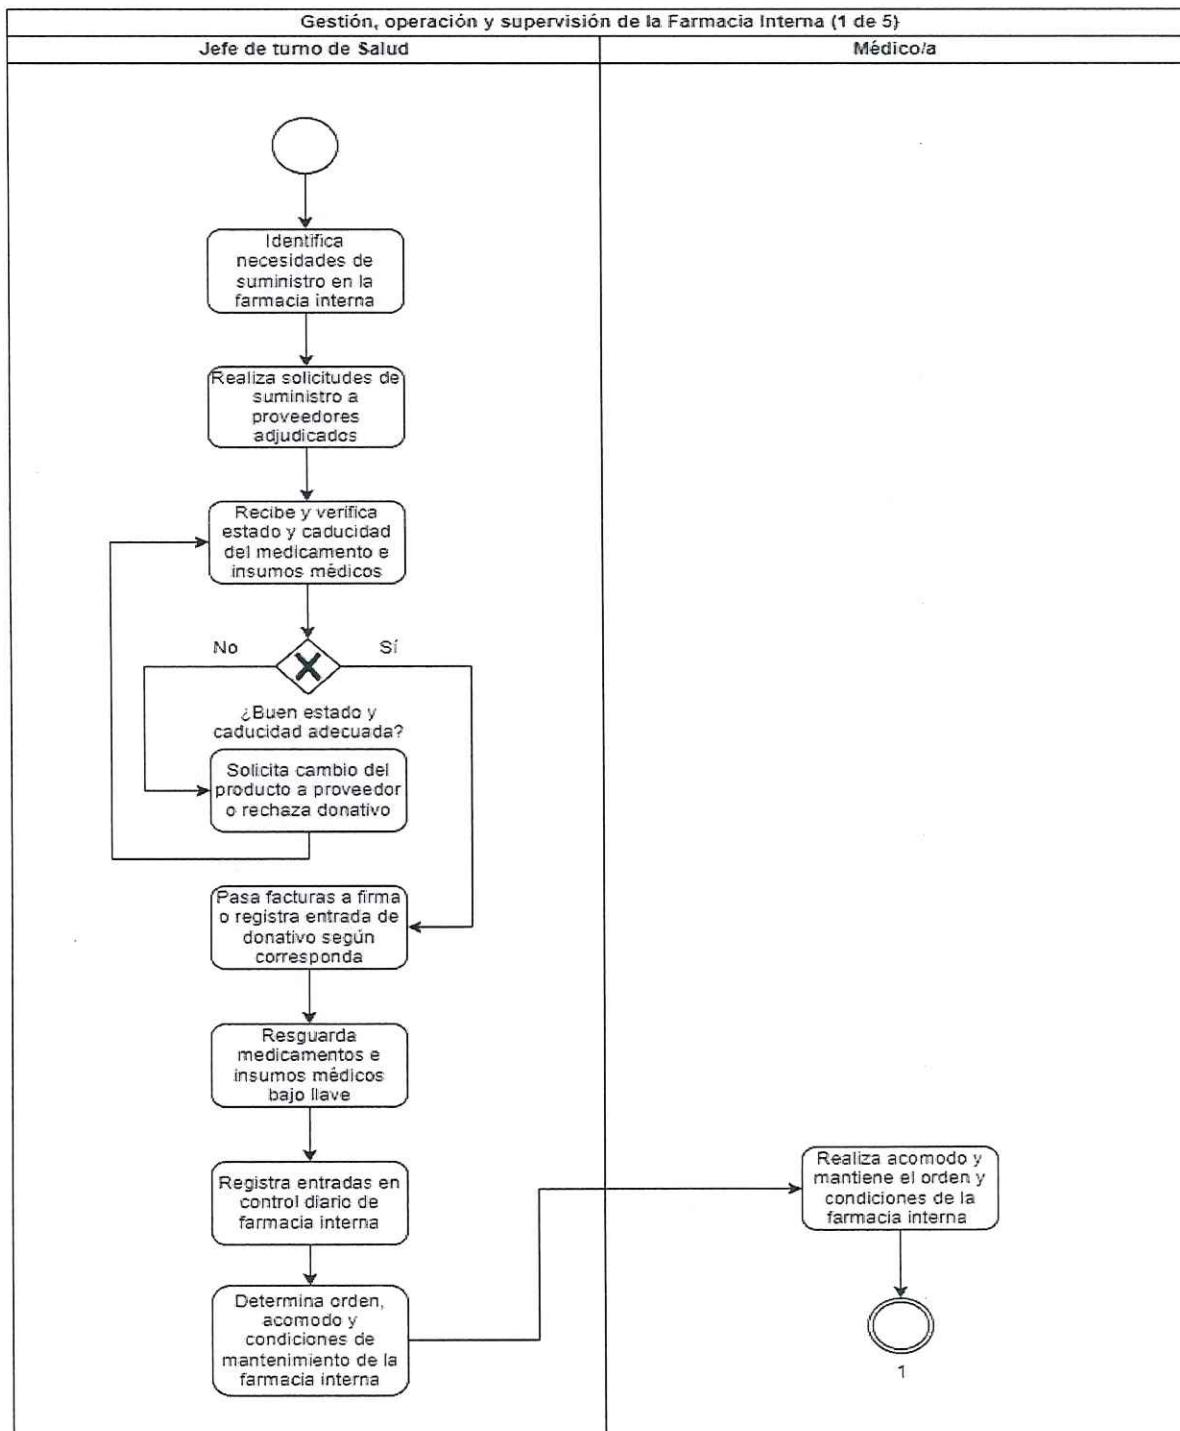 Gestión, operación y supervisión de la Farmacia Interna (1 de 5)
Jefe de turno de Salud
Médico/a
Identifica
necesidades de
suministro en la
farmacia interna
Realiza solicitudes de
suministro a
proveedores
adjudicados
Recibe y verifica
estado y caducidad
del medicamento e
insumos médicos
No
Sí
¿Buen estado y
caducidad adecuada?
Solicita cambio del
producto a proveedor
o rechaza donativo
Pasa facturas a firma
o registra entrada de
donativo según
corresponda
Resguarda
medicamentos e
insumos médicos
bajo llave
Registra entradas en
control diario de
farmacia interna
Determina orden,
acomodo y
condiciones de
mantenimiento de la
farmacia interna
Realiza acomodo y
mantiene el orden y
condiciones de la
farmacia interna
1